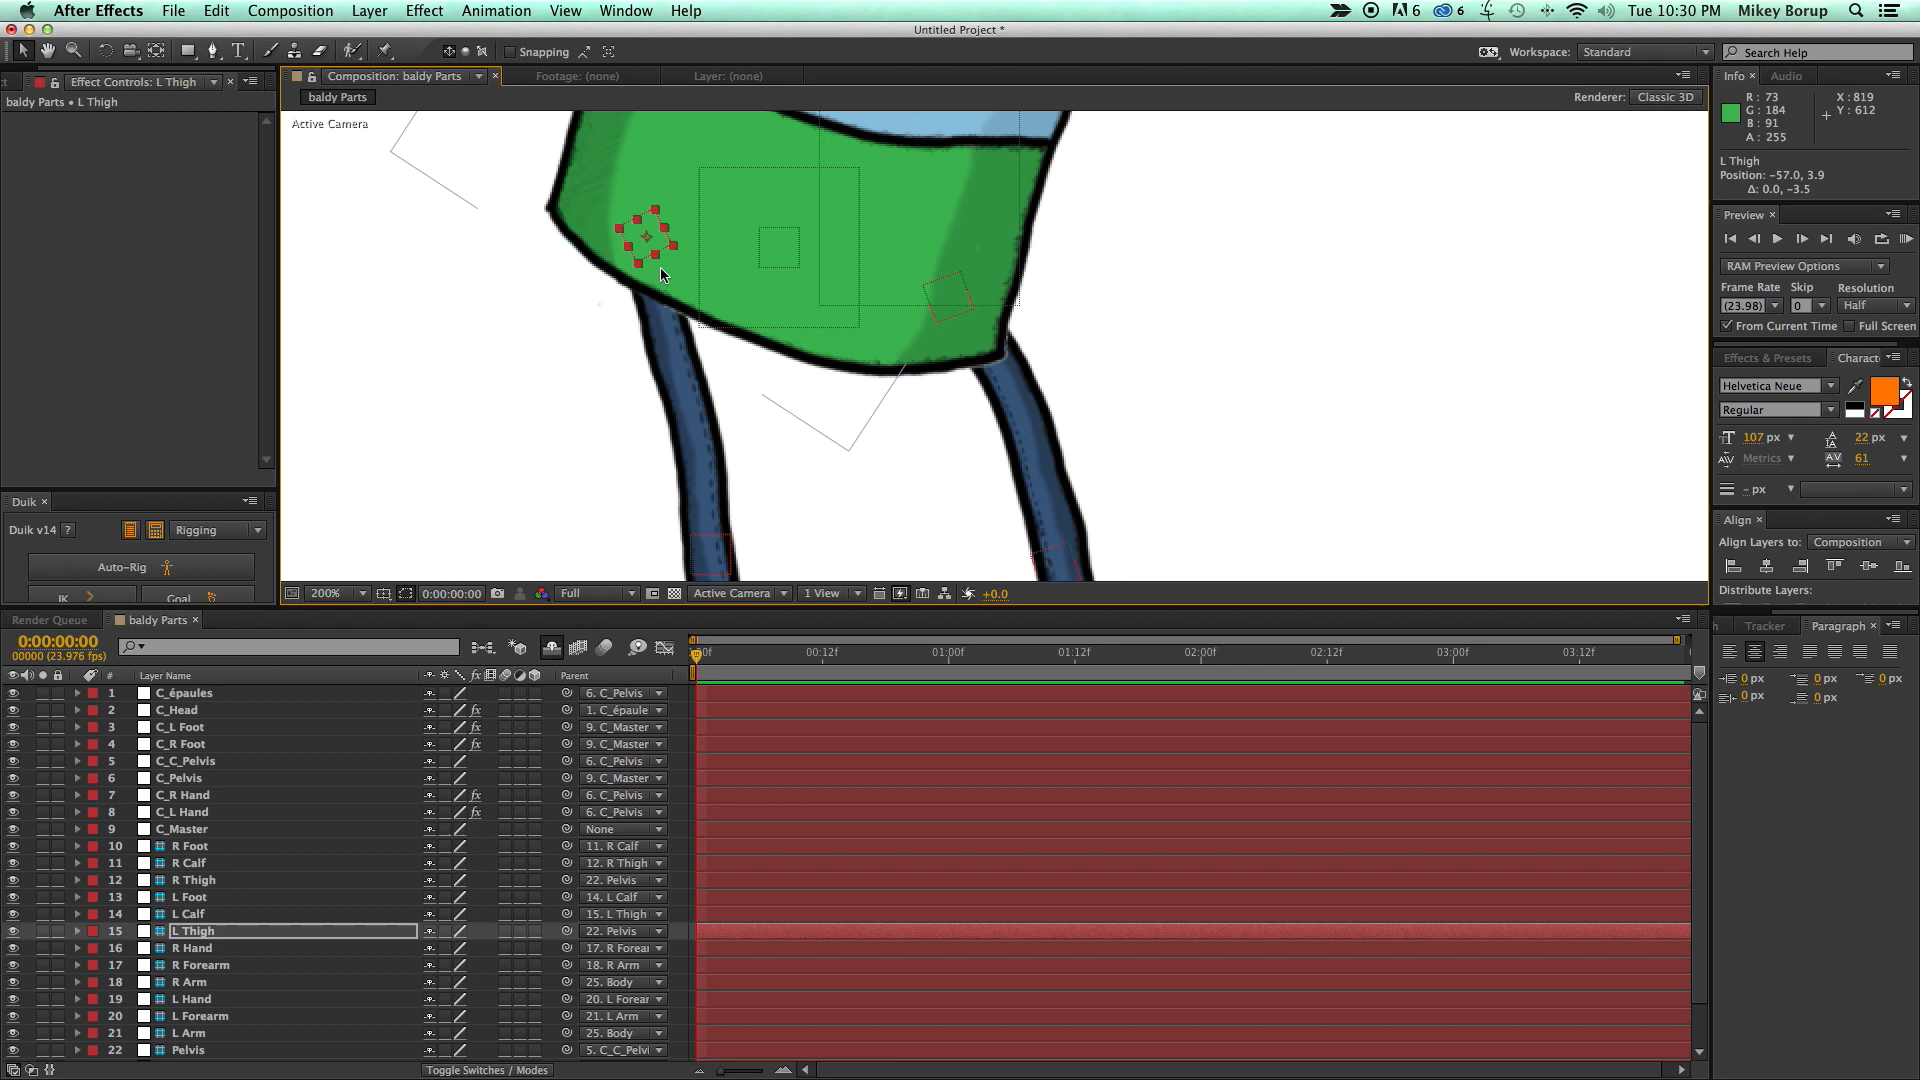 After Effects File Edit Composition Layer Effect Animation View Window Help 6 6 Tue 10:30 PM Mikey Borup
Untitled Project *
Snapping Workspace: Standard Search Help
Effect Controls: L Thigh × Composition: baldy Parts × Footage: (none) Layer: (none) Info × Audio
baldy Parts • L Thigh baldy Parts Renderer: Classic 3D
Active Camera
R : 73 X : 819
G : 184 Y : 612
B : 91
A : 255
L Thigh
Position: −57.0, 3.9
Δ: 0.0, −3.5
Preview ×
RAM Preview Options
Frame Rate Skip Resolution
(23.98) 0 Half
From Current Time Full Screen
Effects & Presets Charact
Helvetica Neue
Regular
107 px 22 px
Metrics 61
– px
Align ×
Align Layers to: Composition
Distribute Layers:
Duik ×
Duik v14 ? Rigging
Auto-Rig
IK Goal
200% 0:00:00:00 Full Active Camera 1 View +0.0
Render Queue baldy Parts × Tracker Paragraph ×
0:00:00:00
00000 (23.976 fps)
00f 00:12f 01:00f 01:12f 02:00f 02:12f 03:00f 03:12f
# Layer Name fx Parent
0 px 0 px 0 px
0 px 0 px
1 C_épaules 6. C_Pelvis
2 C_Head fx 1. C_épaule
3 C_L Foot fx 9. C_Master
4 C_R Foot fx 9. C_Master
5 C_C_Pelvis 6. C_Pelvis
6 C_Pelvis 9. C_Master
7 C_R Hand fx 6. C_Pelvis
8 C_L Hand fx 6. C_Pelvis
9 C_Master None
10 R Foot 11. R Calf
11 R Calf 12. R Thigh
12 R Thigh 22. Pelvis
13 L Foot 14. L Calf
14 L Calf 15. L Thigh
15 L Thigh 22. Pelvis
16 R Hand 17. R Forear
17 R Forearm 18. R Arm
18 R Arm 25. Body
19 L Hand 20. L Forear
20 L Forearm 21. L Arm
21 L Arm 25. Body
22 Pelvis 5. C_C_Pelvi
Toggle Switches / Modes